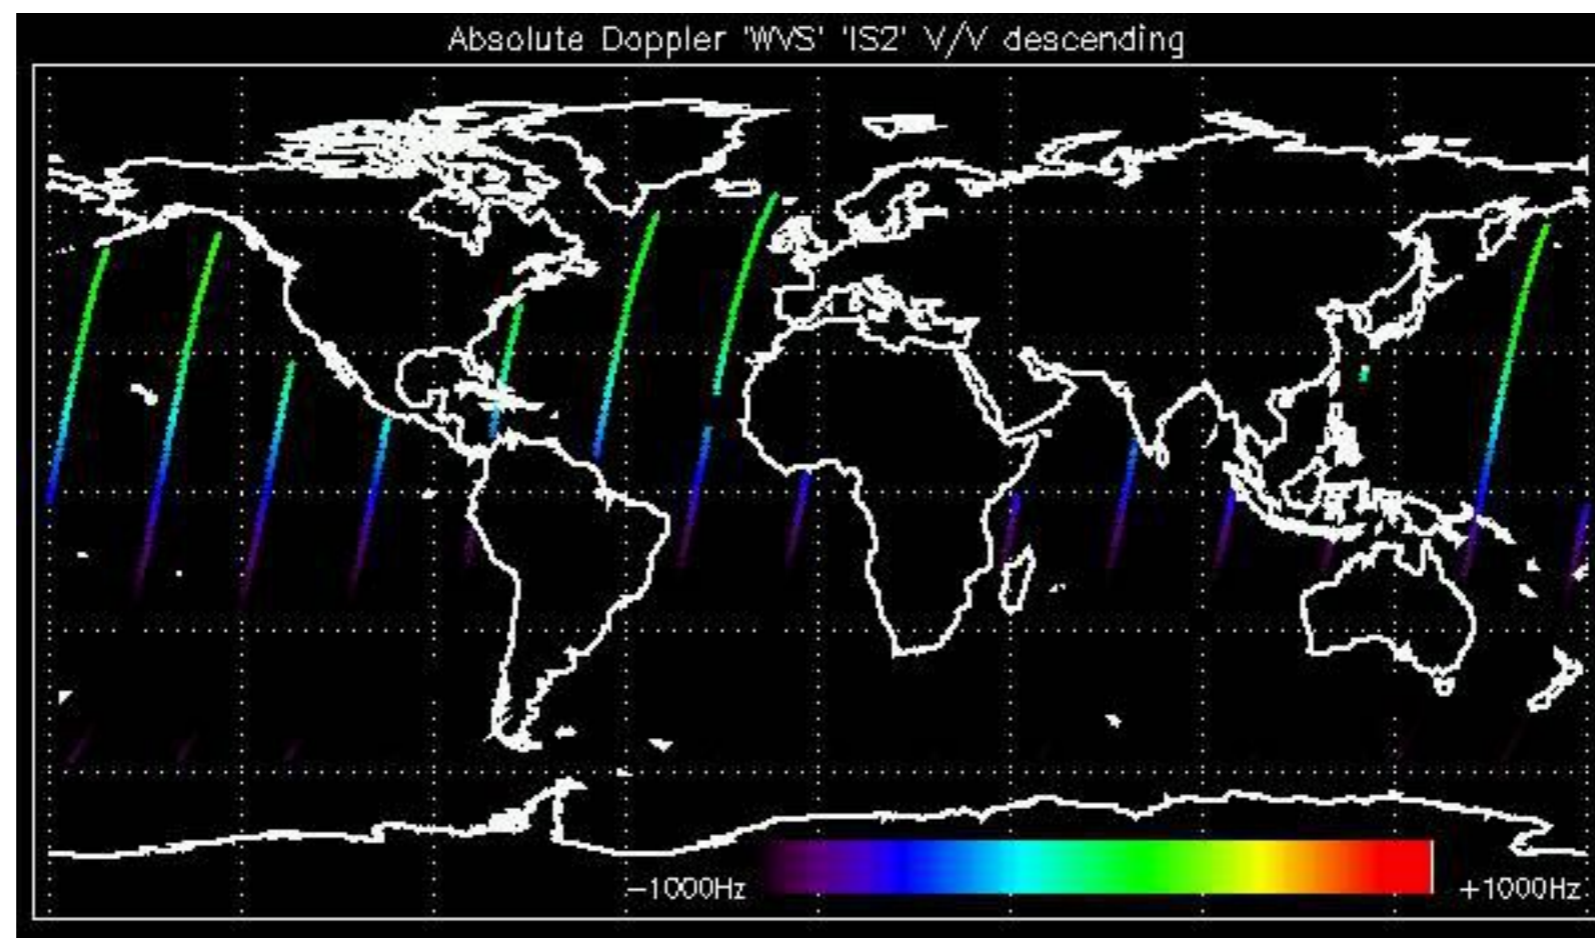 Absolute Doppler 'WVS' 'IS2' V/V descending
−1000Hz
+1000Hz